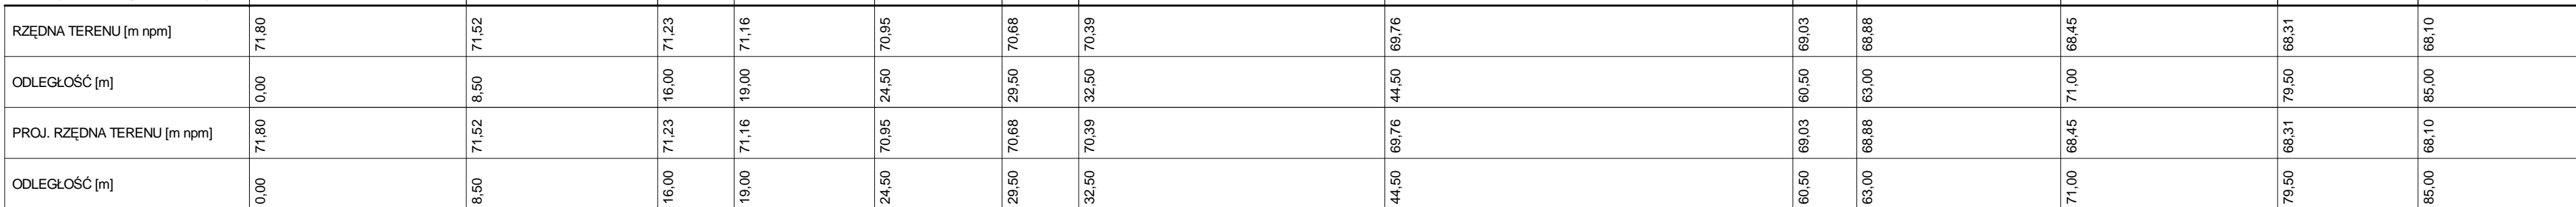 RZĘDNA TERENU [m npm] 71,80 71,52 71,23 71,16 70,95 70,68 70,39 69,76 69,03 68,88 68,45 68,31 68,10
ODLEGŁOŚĆ [m] 0,00 8,50 16,00 19,00 24,50 29,50 32,50 44,50 60,50 63,00 71,00 79,50 85,00
PROJ. RZĘDNA TERENU [m npm] 71,80 71,52 71,23 71,16 70,95 70,68 70,39 69,76 69,03 68,88 68,45 68,31 68,10
ODLEGŁOŚĆ [m] 0,00 8,50 16,00 19,00 24,50 29,50 32,50 44,50 60,50 63,00 71,00 79,50 85,00